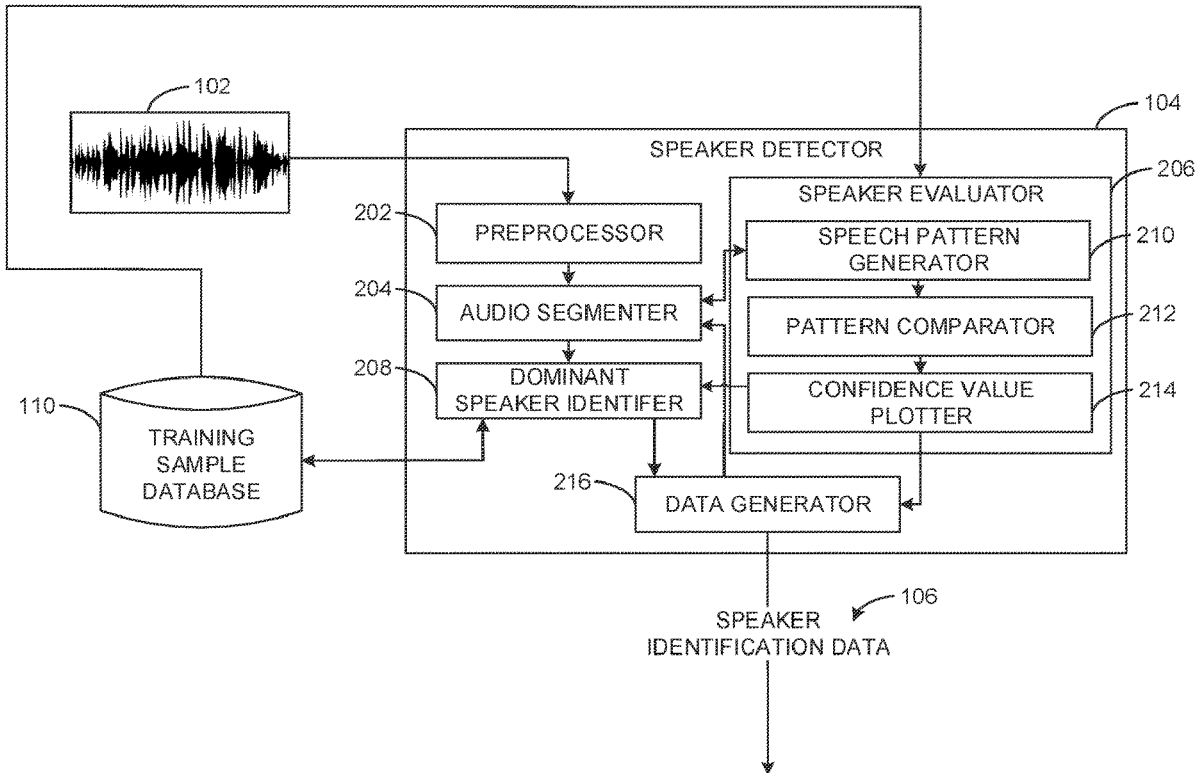 102
104
SPEAKER DETECTOR
206
SPEAKER EVALUATOR
202
PREPROCESSOR
SPEECH PATTERN
GENERATOR
210
204
AUDIO SEGMENTER
PATTERN COMPARATOR
212
208
DOMINANT
SPEAKER IDENTIFER
CONFIDENCE VALUE
PLOTTER
214
110
TRAINING
SAMPLE
DATABASE
216
DATA GENERATOR
106
SPEAKER
IDENTIFICATION DATA